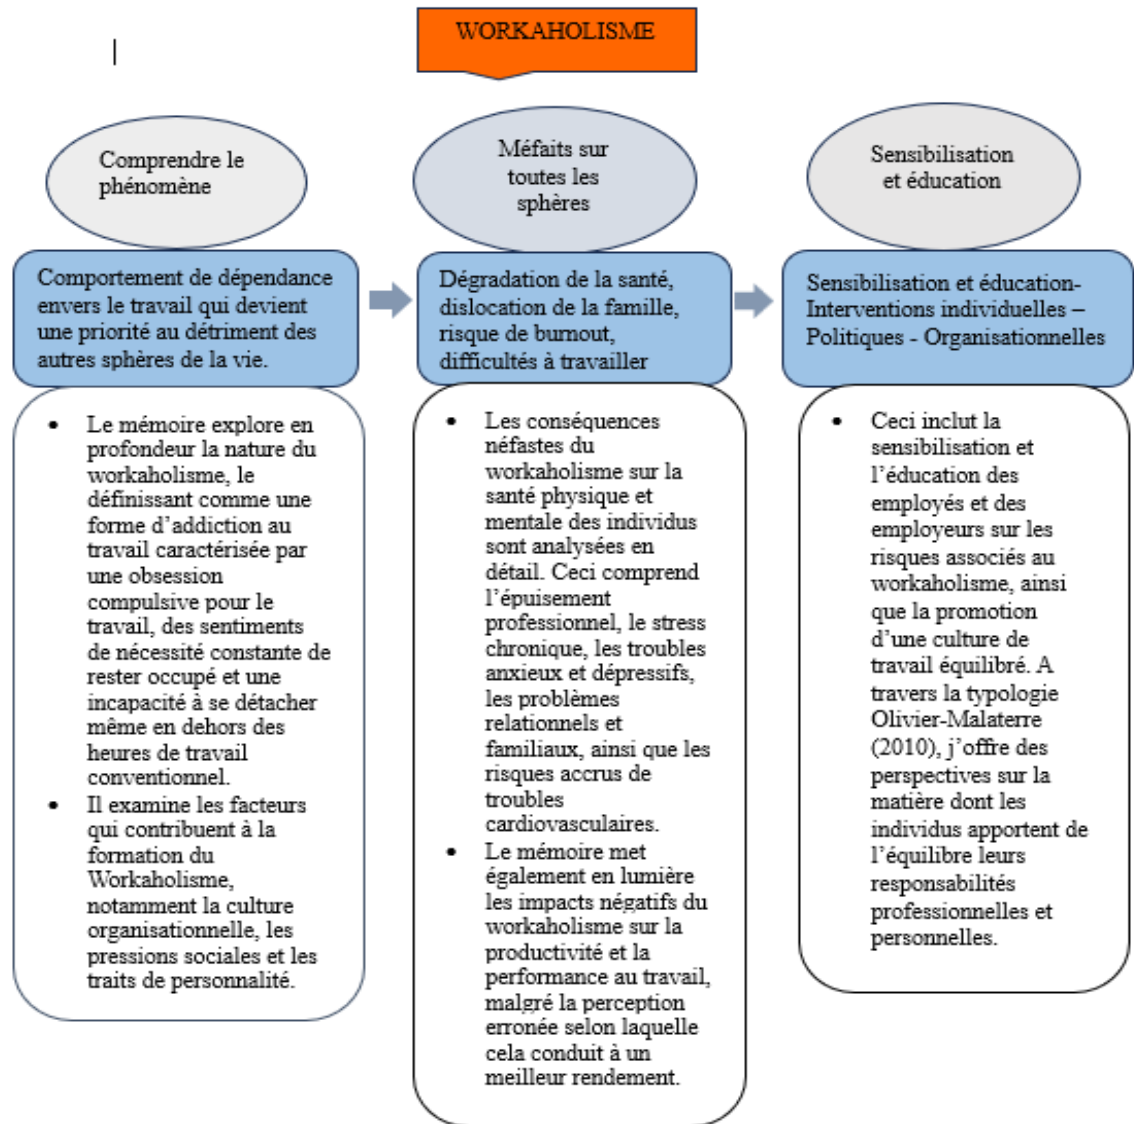 WORKAHOLISME
Comprendre le
phénomène
Comportement de dépendance
envers le travail qui devient
une priorité au détriment des
autres sphères de la vie.
• Le mémoire explore en
profondeur la nature du
workaholisme, le
définissant comme une
forme d’addiction au
travail caractérisée par
une obsession
compulsive pour le
travail, des sentiments
de nécessité constante de
rester occupé et une
incapacité à se détacher
même en dehors des
heures de travail
conventionnel.
• Il examine les facteurs
qui contribuent à la
formation du
Workaholisme,
notamment la culture
organisationnelle, les
pressions sociales et les
traits de personnalité.
Méfaits sur
toutes les
sphères
Dégradation de la santé,
dislocation de la famille,
risque de burnout,
difficultés à travailler
• Les conséquences
néfastes du
workaholisme sur la
santé physique et
mentale des individus
sont analysées en
détail. Ceci comprend
l’épuisement
professionnel, le stress
chronique, les troubles
anxieux et dépressifs,
les problèmes
relationnels et
familiaux, ainsi que les
risques accrus de
troubles
cardiovasculaires.
• Le mémoire met
également en lumière
les impacts négatifs du
workaholisme sur la
productivité et la
performance au travail,
malgré la perception
erronée selon laquelle
cela conduit à un
meilleur rendement.
Sensibilisation
et éducation
Sensibilisation et éducation-
Interventions individuelles –
Politiques - Organisationnelles
• Ceci inclut la
sensibilisation et
l’éducation des
employés et des
employeurs sur les
risques associés au
workaholisme, ainsi
que la promotion
d’une culture de
travail équilibré. A
travers la typologie
Olivier-Malaterre
(2010), j’offre des
perspectives sur la
matière dont les
individus apportent de
l’équilibre leurs
responsabilités
professionnelles et
personnelles.